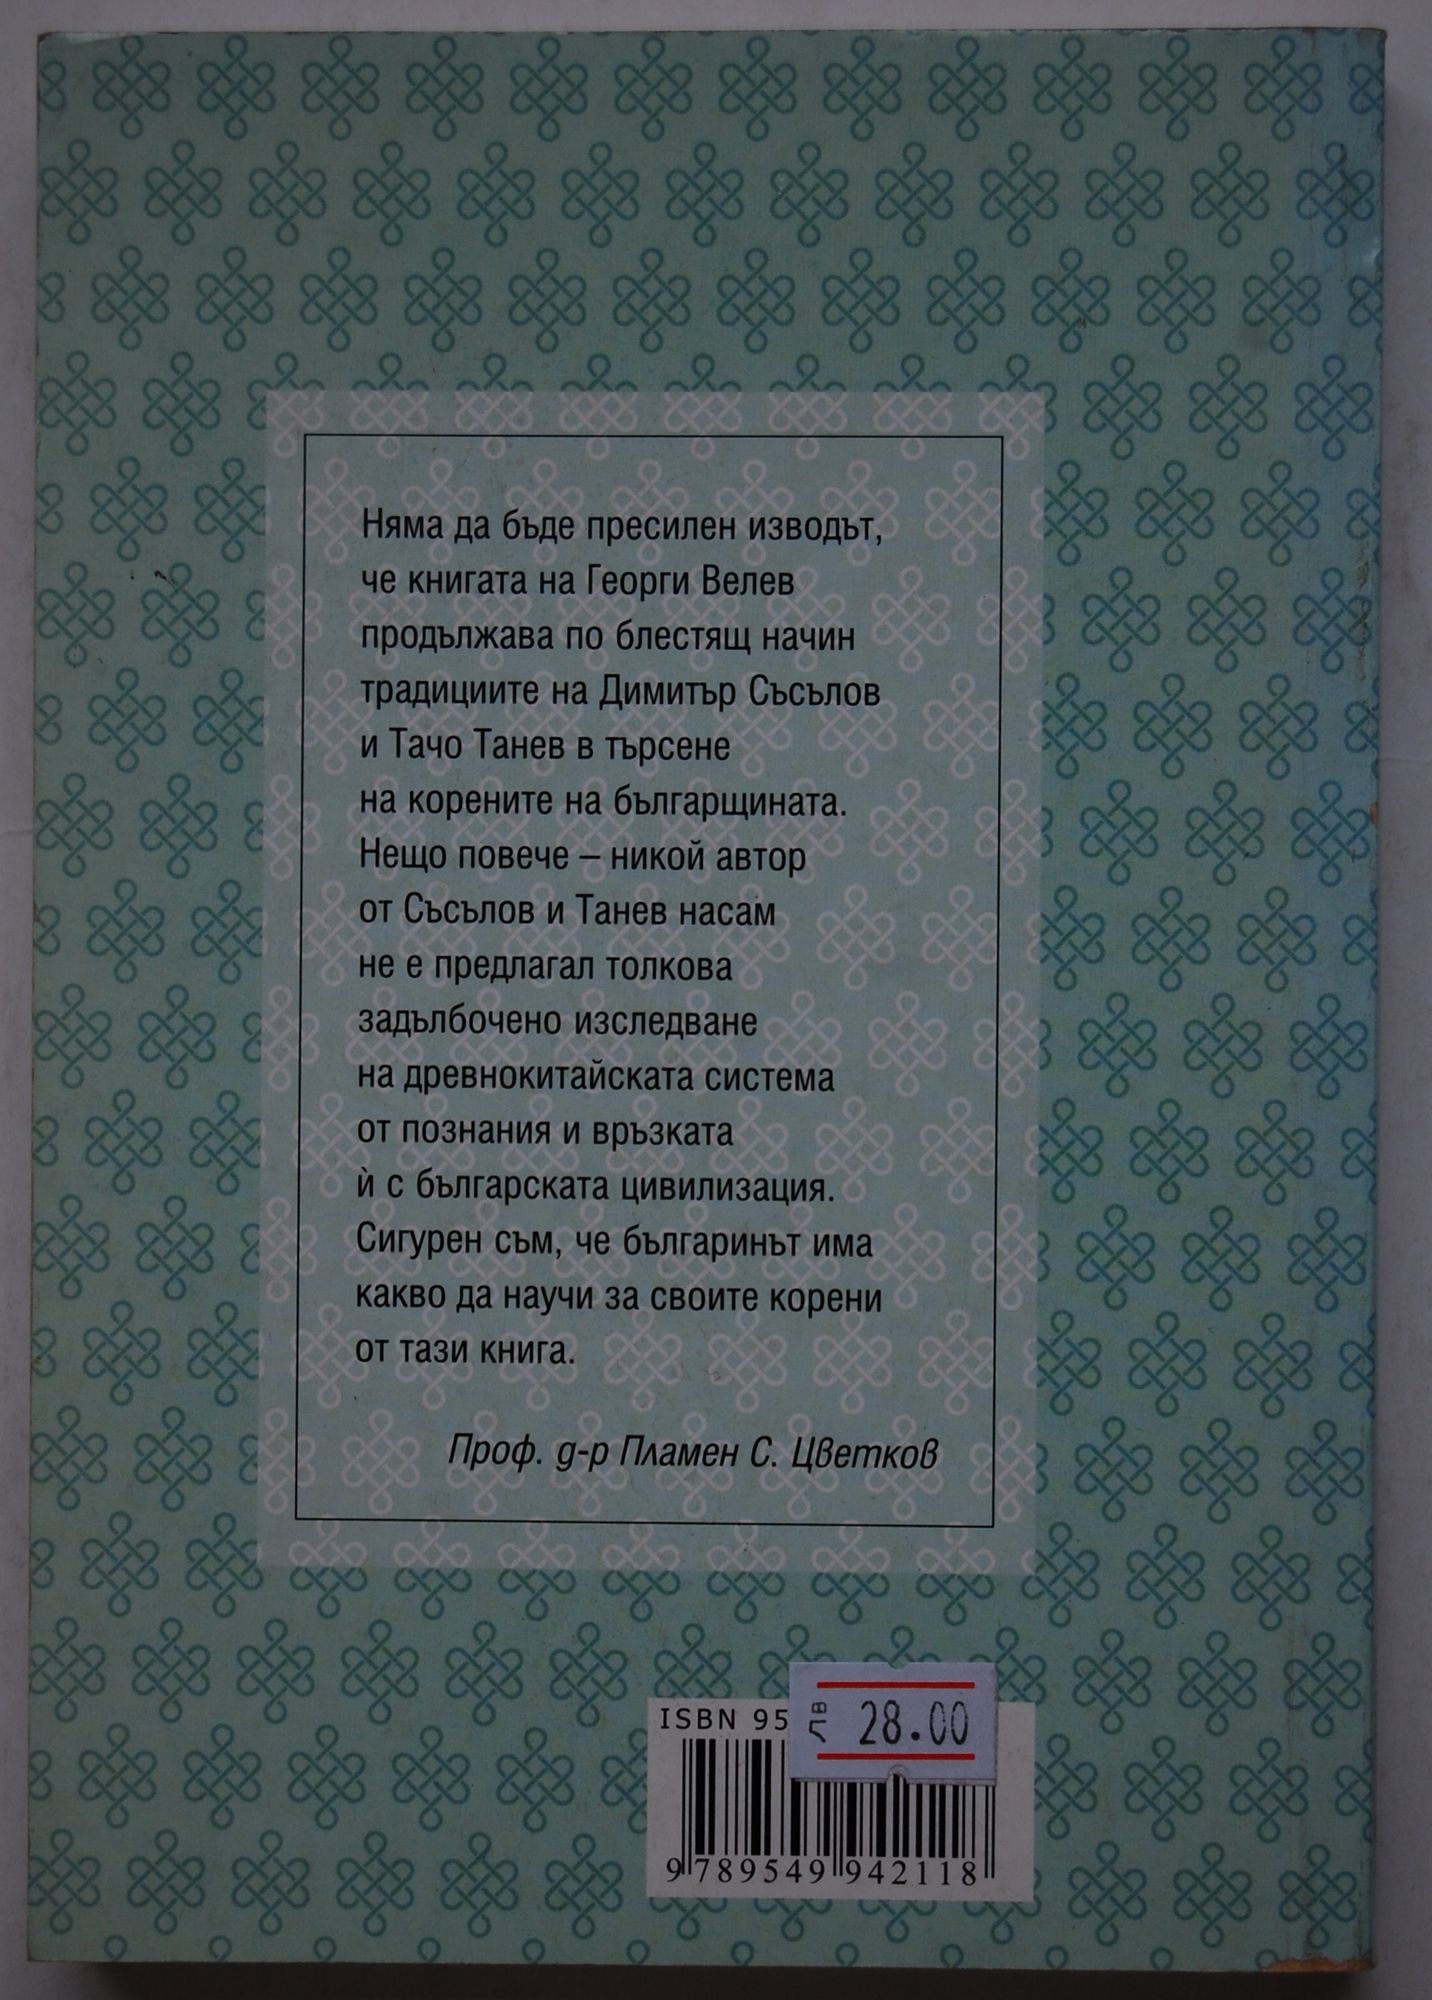 Няма да бъде пресилен изводът,
че книгата на Георги Велев
продължава по блестящ начин
традициите на Димитър Съсълов
и Тачо Танев в търсене
на корените на българщината.
Нещо повече – никой автор
от Съсълов и Танев насам
не е предлагал толкова
задълбочено изследване
на древнокитайската система
от познания и връзката
ѝ с българската цивилизация.
Сигурен съм, че българинът има
какво да научи за своите корени
от тази книга.
Проф. д-р Пламен С. Цветков
ISBN 95
лв 28.00
9 789549 942118